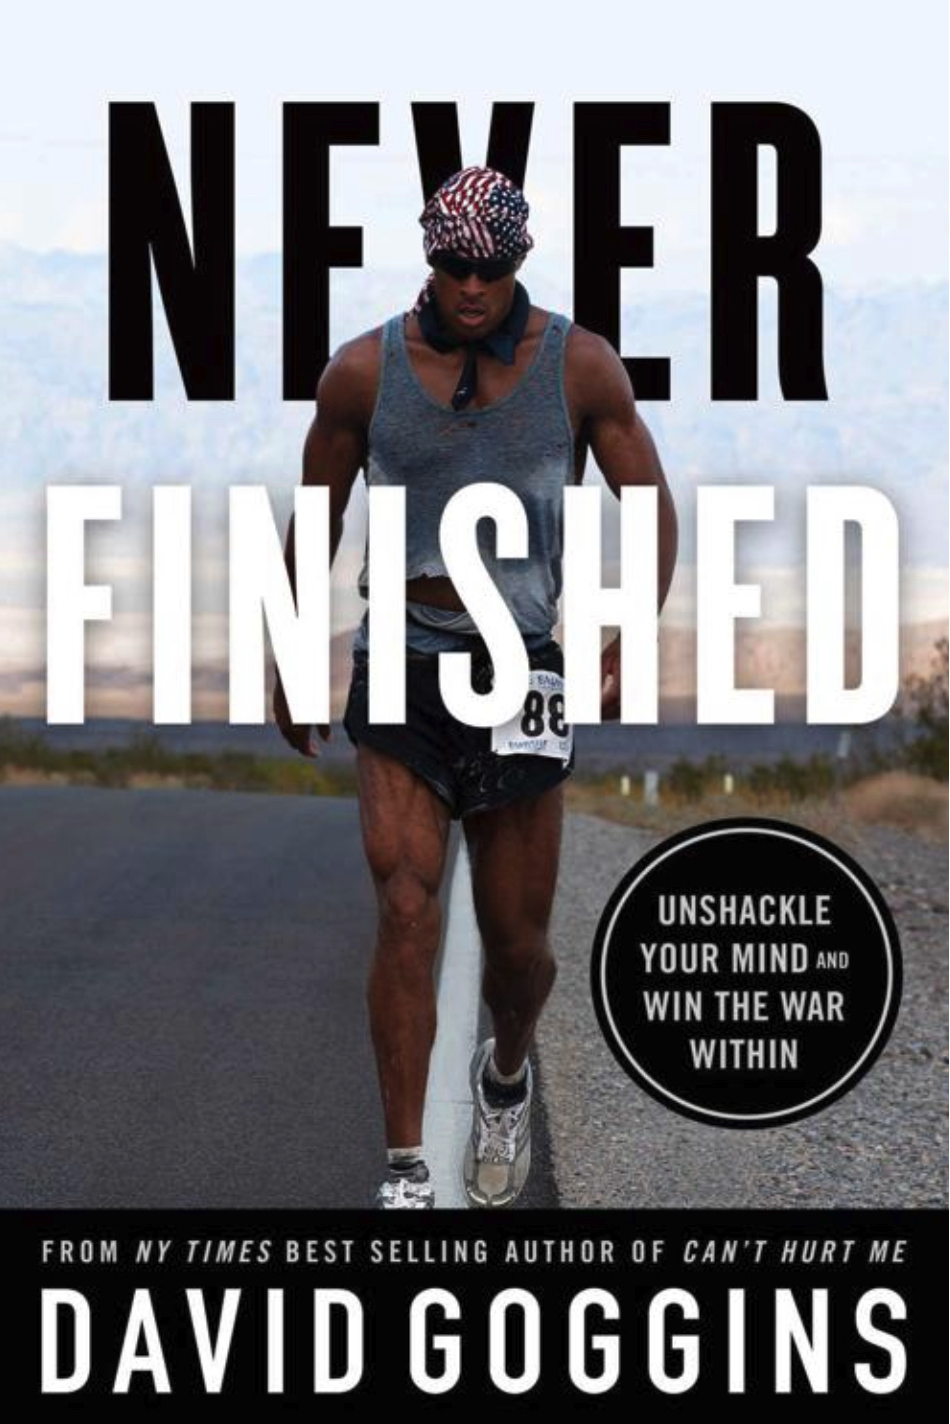 NEVER
FINISHED
88
UNSHACKLE
YOUR MIND AND
WIN THE WAR
WITHIN
FROM NY TIMES BEST SELLING AUTHOR OF CAN'T HURT ME
DAVID GOGGINS